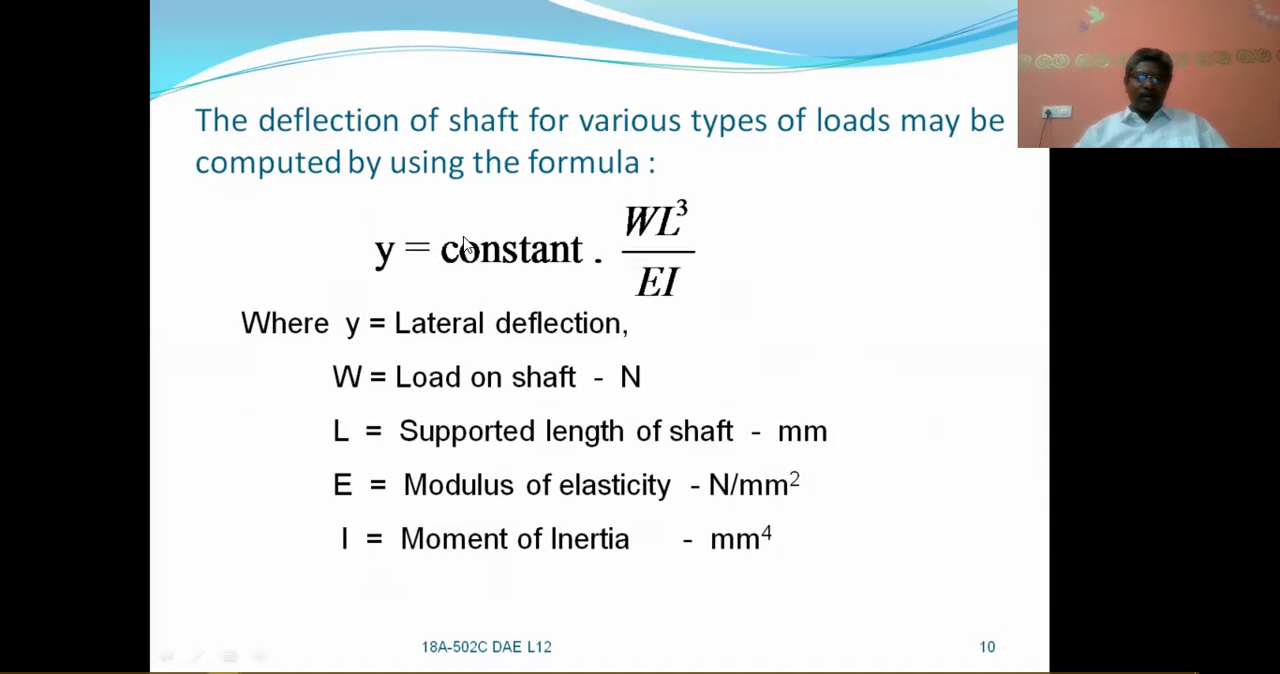 The deflection of shaft for various types of loads may be
computed by using the formula :
y = constant . WL³ / EI
Where y = Lateral deflection,
W = Load on shaft - N
L = Supported length of shaft - mm
E = Modulus of elasticity - N/mm²
I = Moment of Inertia - mm⁴
18A-502C DAE L12
10